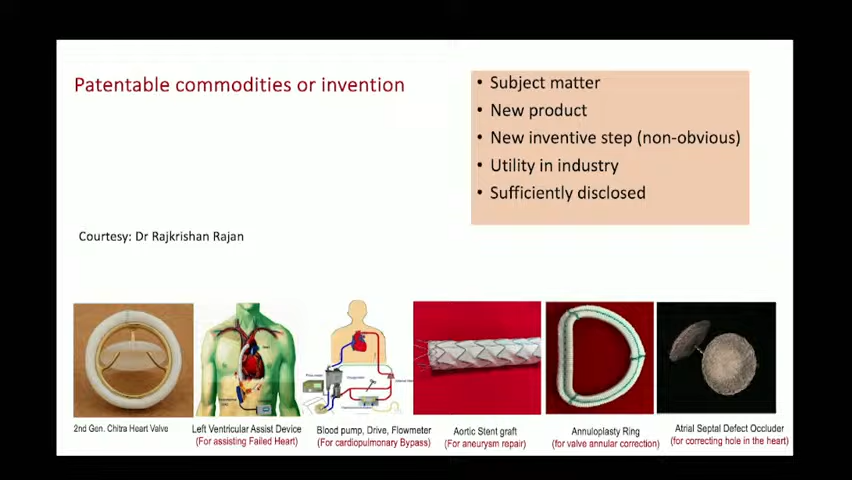 Patentable commodities or invention
• Subject matter
• New product
• New inventive step (non-obvious)
• Utility in industry
• Sufficiently disclosed
Courtesy: Dr Rajkrishan Rajan
2nd Gen. Chitra Heart Valve
Left Ventricular Assist Device
(For assisting Failed Heart)
Blood pump, Drive, Flowmeter
(For cardiopulmonary Bypass)
Aortic Stent graft
(For aneurysm repair)
Annuloplasty Ring
(for valve annular correction)
Atrial Septal Defect Occluder
(for correcting hole in the heart)